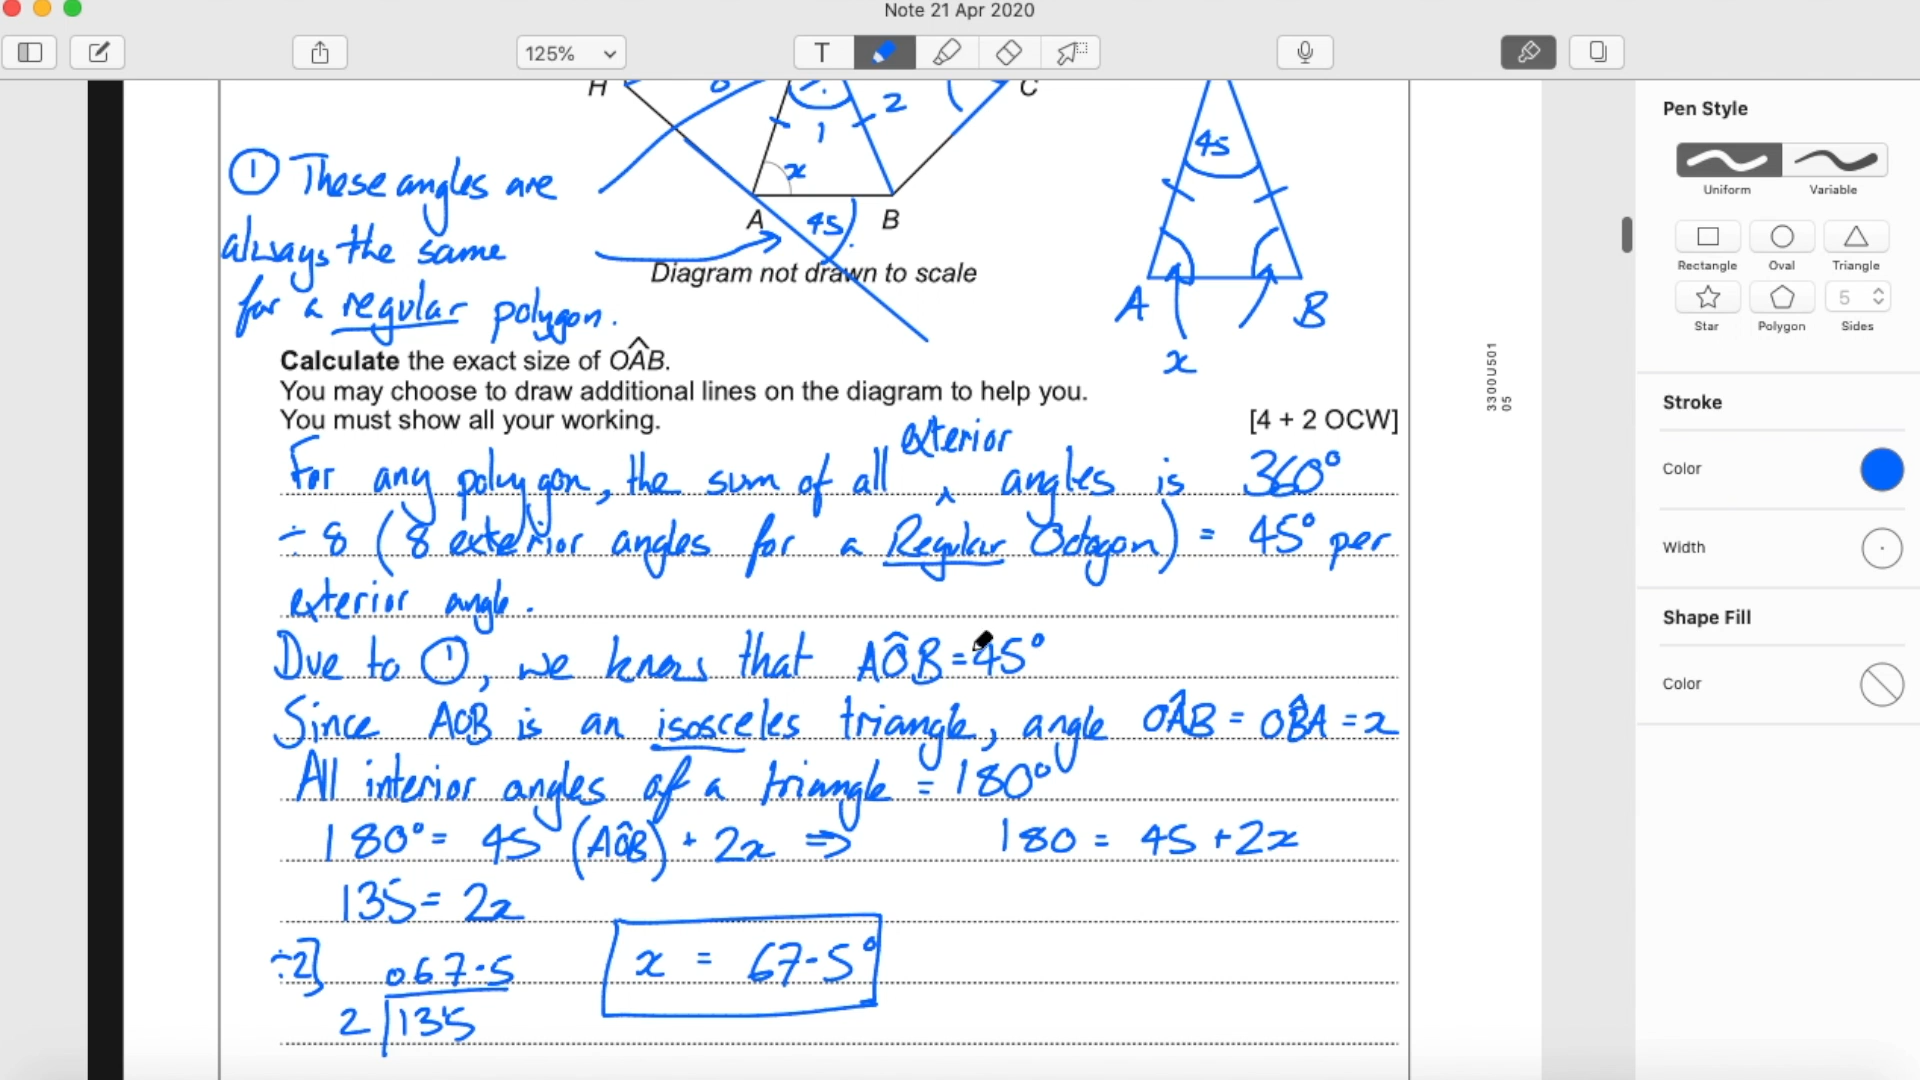 Note 21 Apr 2020
125%
T
H
C
2
1
x
A
45
B
Diagram not drawn to scale
① These angles are
always the same
for a regular polygon.
45
A
B
x
Calculate the exact size of OÂB.
You may choose to draw additional lines on the diagram to help you.
You must show all your working.
[4 + 2 OCW]
3300U501
05
For any polygon, the sum of all exterior angles is 360°
÷ 8 (8 exterior angles for a Regular Octagon) = 45° per
exterior angle.
Due to ①, we know that AÔB = 45°
Since AOB is an isosceles triangle, angle OÂB = OB̂A = x
All interior angles of a triangle = 180°
180° = 45 (AÔB) + 2x ⇒ 180 = 45 + 2x
135 = 2x
÷2] 067.5
2 135
x = 67.5°
Pen Style
Uniform
Variable
Rectangle
Oval
Triangle
5
Star
Polygon
Sides
Stroke
Color
Width
Shape Fill
Color